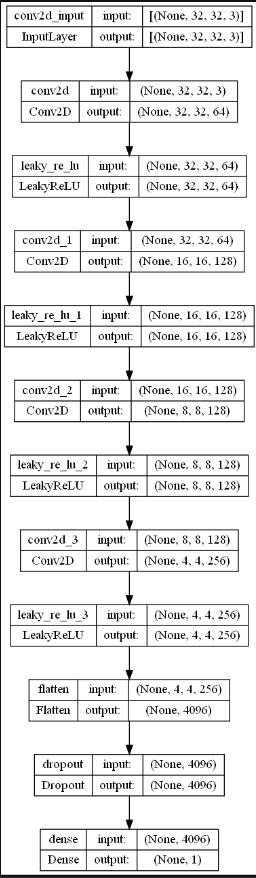 conv2d_input input: [(None, 32, 32, 3)]
InputLayer output: [(None, 32, 32, 3)]
conv2d input: (None, 32, 32, 3)
Conv2D output: (None, 32, 32, 64)
leaky_re_lu input: (None, 32, 32, 64)
LeakyReLU output: (None, 32, 32, 64)
conv2d_1 input: (None, 32, 32, 64)
Conv2D output: (None, 16, 16, 128)
leaky_re_lu_1 input: (None, 16, 16, 128)
LeakyReLU output: (None, 16, 16, 128)
conv2d_2 input: (None, 16, 16, 128)
Conv2D output: (None, 8, 8, 128)
leaky_re_lu_2 input: (None, 8, 8, 128)
LeakyReLU output: (None, 8, 8, 128)
conv2d_3 input: (None, 8, 8, 128)
Conv2D output: (None, 4, 4, 256)
leaky_re_lu_3 input: (None, 4, 4, 256)
LeakyReLU output: (None, 4, 4, 256)
flatten input: (None, 4, 4, 256)
Flatten output: (None, 4096)
dropout input: (None, 4096)
Dropout output: (None, 4096)
dense input: (None, 4096)
Dense output: (None, 1)